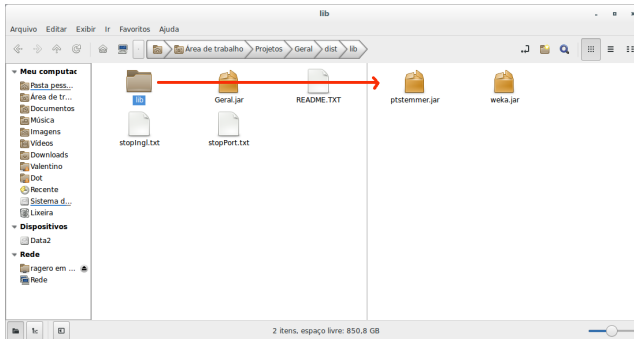 lib
Arquivo Editar Exibir Ir Favoritos Ajuda
Área de trabalho Projetos Geral dist lib
Meu computac
Pasta pess...
Área de tr...
Documentos
Música
Imagens
Vídeos
Downloads
Valentino
Dot
Recente
Sistema d...
Lixeira
Dispositivos
Data2
Rede
ragero em ...
Rede
lib Geral.jar README.TXT ptstemmer.jar weka.jar
stopIngl.txt stopPort.txt
2 itens, espaço livre: 850,8 GB